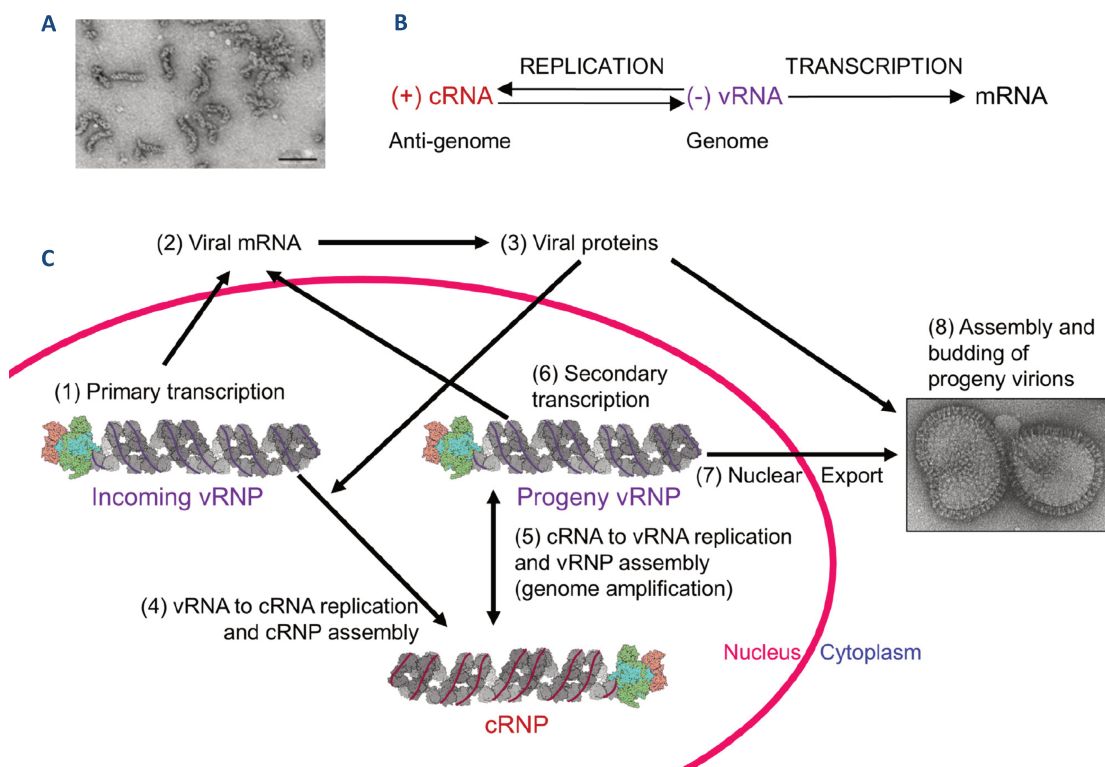 A
B
REPLICATION
TRANSCRIPTION
(+) cRNA
(-) vRNA
mRNA
Anti-genome
Genome
C
(2) Viral mRNA
(3) Viral proteins
(1) Primary transcription
Incoming vRNP
(6) Secondary
transcription
Progeny vRNP
(7) Nuclear Export
(8) Assembly and
budding of
progeny virions
(5) cRNA to vRNA replication
and vRNP assembly
(genome amplification)
(4) vRNA to cRNA replication
and cRNP assembly
cRNP
Nucleus
Cytoplasm